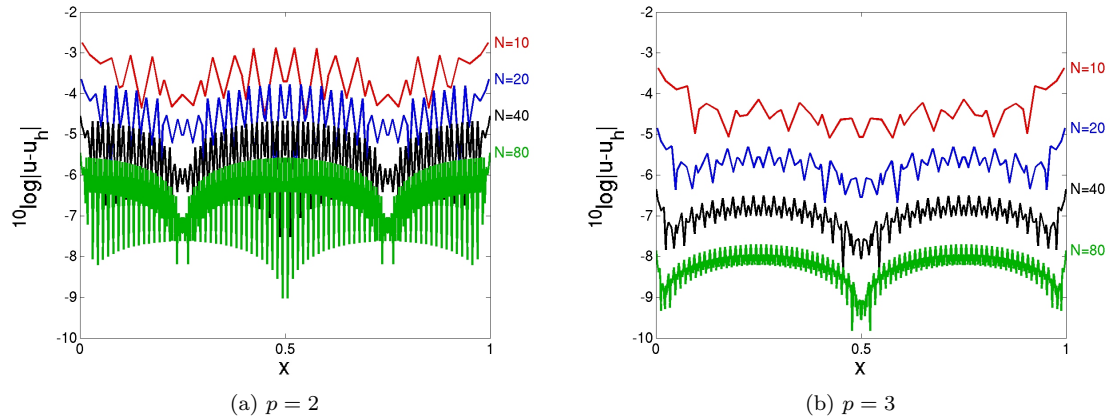 -2
-3
-4
-5
-6
-7
-8
-9
-10
¹⁰log|u-uₕ|
N=10
N=20
N=40
N=80
0
0.5
1
x
(a) p = 2
-2
-3
-4
-5
-6
-7
-8
-9
-10
¹⁰log|u-uₕ|
N=10
N=20
N=40
N=80
0
0.5
1
x
(b) p = 3